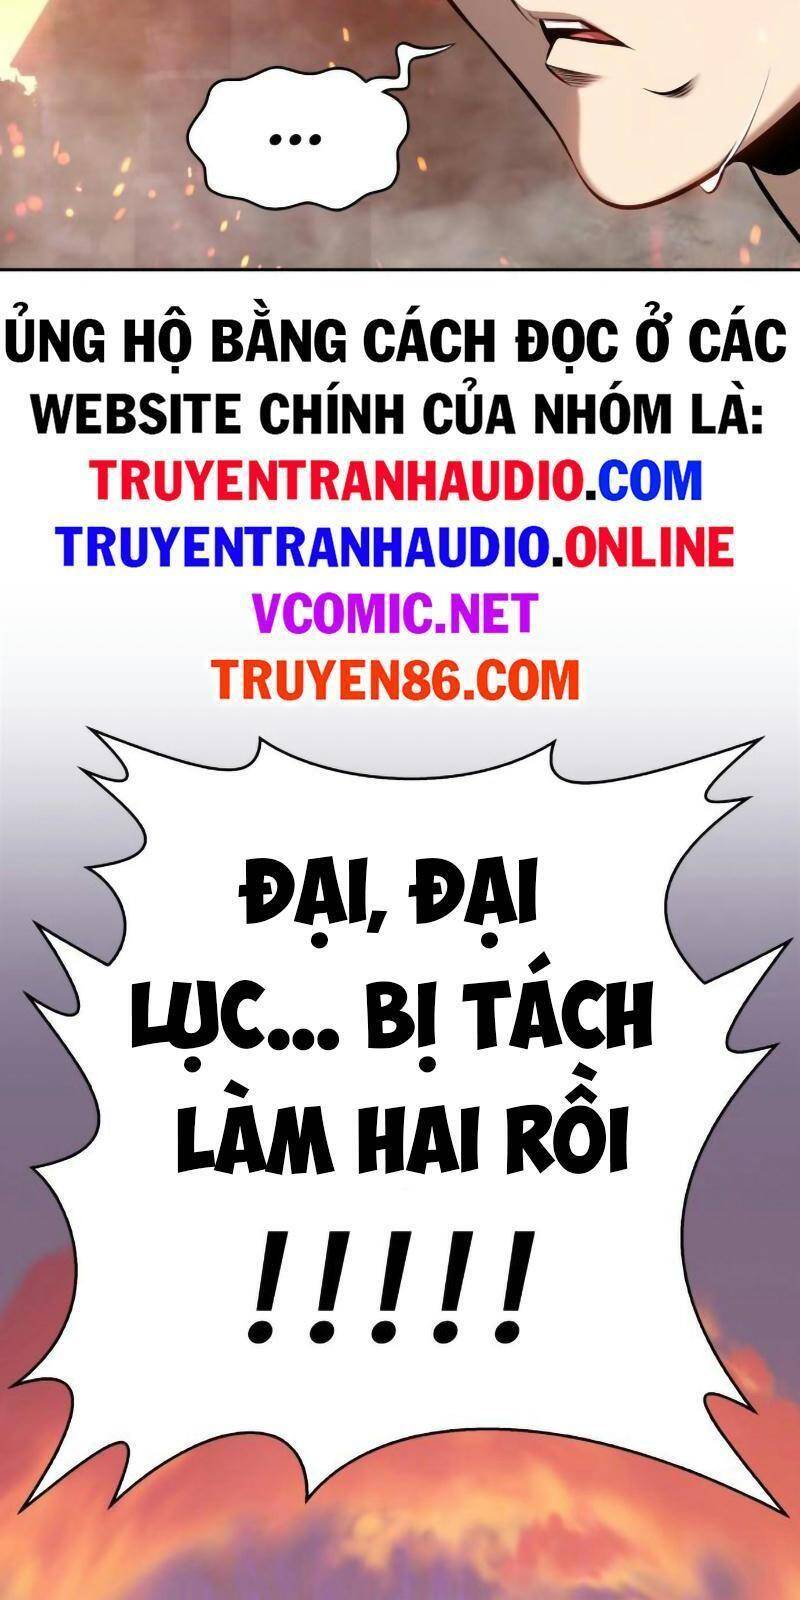 ...
ỦNG HỘ BẰNG CÁCH ĐỌC Ở CÁC
WEBSITE CHÍNH CỦA NHÓM LÀ:
TRUYENTRANHAUDIO.COM
TRUYENTRANHAUDIO.ONLINE
VCOMIC.NET
TRUYEN86.COM
ĐẠI, ĐẠI
LỤC... BỊ TÁCH
LÀM HAI RỒI
!!!!!